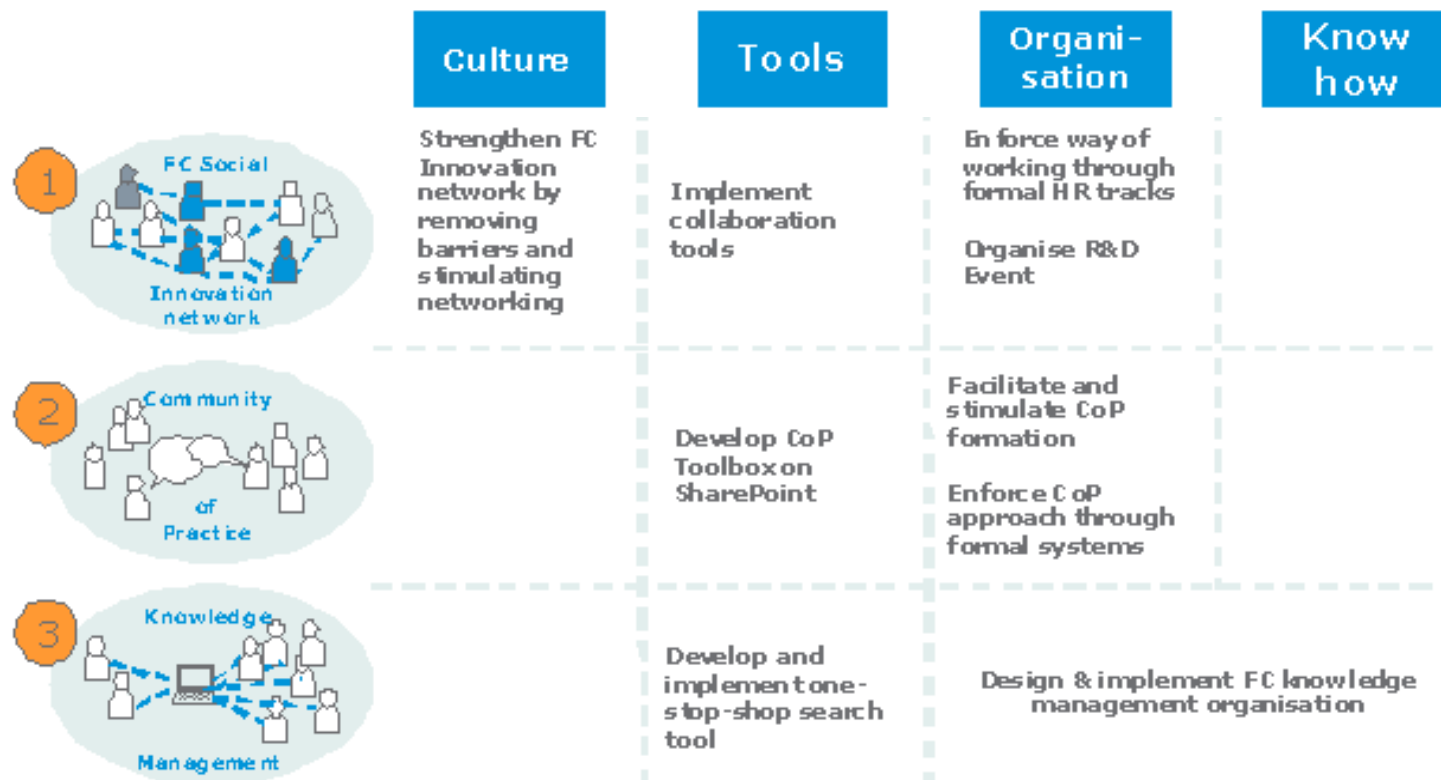 Culture
Tools
Organi-
sation
Know
how
1
FC Social
Innovation
network
Strengthen FC
Innovation
network by
removing
barriers and
stimulating
networking
Implement
collaboration
tools
Enforce way of
working through
formal HR tracks
Organise R&D
Event
2
Community
of
Practice
Develop CoP
Toolbox on
SharePoint
Facilitate and
stimulate CoP
formation
Enforce CoP
approach through
formal systems
3
Knowledge
Management
Develop and
implement one-
stop-shop search
tool
Design & implement FC knowledge
management organisation